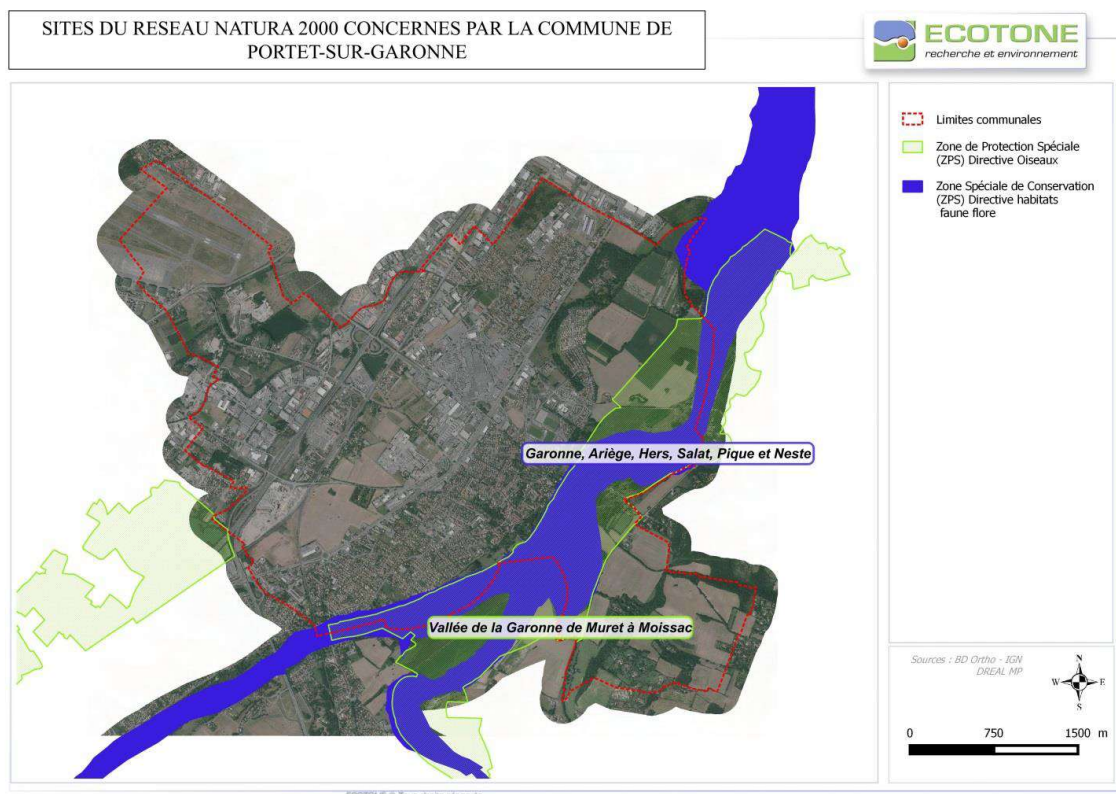 SITES DU RESEAU NATURA 2000 CONCERNES PAR LA COMMUNE DE
PORTET-SUR-GARONNE
ECOTONE
recherche et environnement
Limites communales
Zone de Protection Spéciale
(ZPS) Directive Oiseaux
Zone Spéciale de Conservation
(ZPS) Directive habitats
faune flore
Garonne, Ariège, Hers, Salat, Pique et Neste
Vallée de la Garonne de Muret à Moissac
Sources : BD Ortho - IGN
DREAL MP
N
W E
S
0 750 1500 m